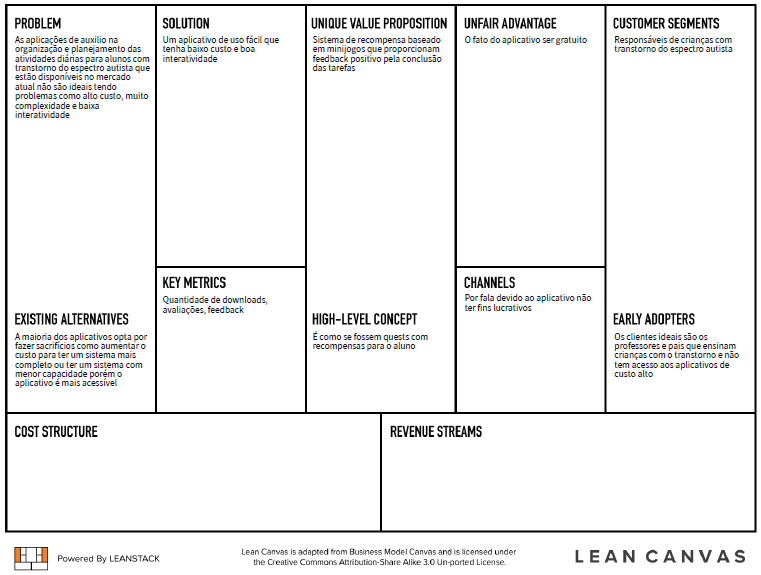 PROBLEM
As aplicações de auxilio na
organização e planejamento das
atividades diárias para alunos com
transtorno do espectro autista que
estão disponíveis no mercado
atual não são ideais tendo
problemas como alto custo, muito
complexidade e baixa
interatividade
EXISTING ALTERNATIVES
A maioria dos aplicativos opta por
fazer sacrifícios como aumentar o
custo para ter um sistema mais
completo ou ter um sistema com
menor capacidade porém o
aplicativo é mais acessível
SOLUTION
Um aplicativo de uso fácil que
tenha baixo custo e boa
interatividade
KEY METRICS
Quantidade de downloads,
avaliações, feedback
UNIQUE VALUE PROPOSITION
Sistema de recompensa baseado
em minijogos que proporcionam
feedback positivo pela conclusão
das tarefas
HIGH-LEVEL CONCEPT
É como se fossem quests com
recompensas para o aluno
UNFAIR ADVANTAGE
O fato do aplicativo ser gratuito
CHANNELS
Por fala devido ao aplicativo não
ter fins lucrativos
CUSTOMER SEGMENTS
Responsáveis de crianças com
transtorno do espectro autista
EARLY ADOPTERS
Os clientes ideais são os
professores e pais que ensinam
crianças com o transtorno e não
tem acesso aos aplicativos de
custo alto
COST STRUCTURE
REVENUE STREAMS
Powered By LEANSTACK
Lean Canvas is adapted from Business Model Canvas and is licensed under
the Creative Commons Attribution-Share Alike 3.0 Un-ported License.
LEAN CANVAS